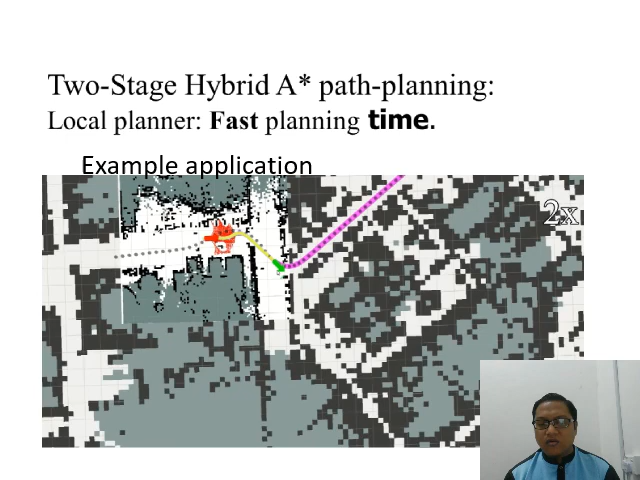 Two-Stage Hybrid A* path-planning:
Local planner: Fast planning time.
Example application
2x